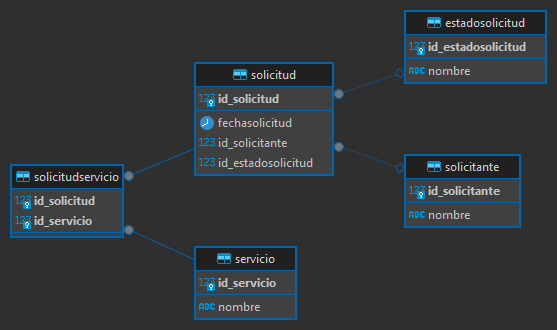 estadosolicitud
123 id_estadosolicitud
ABC nombre
solicitud
123 id_solicitud
fechasolicitud
123 id_solicitante
123 id_estadosolicitud
solicitante
123 id_solicitante
ABC nombre
solicitudservicio
123 id_solicitud
123 id_servicio
servicio
123 id_servicio
ABC nombre